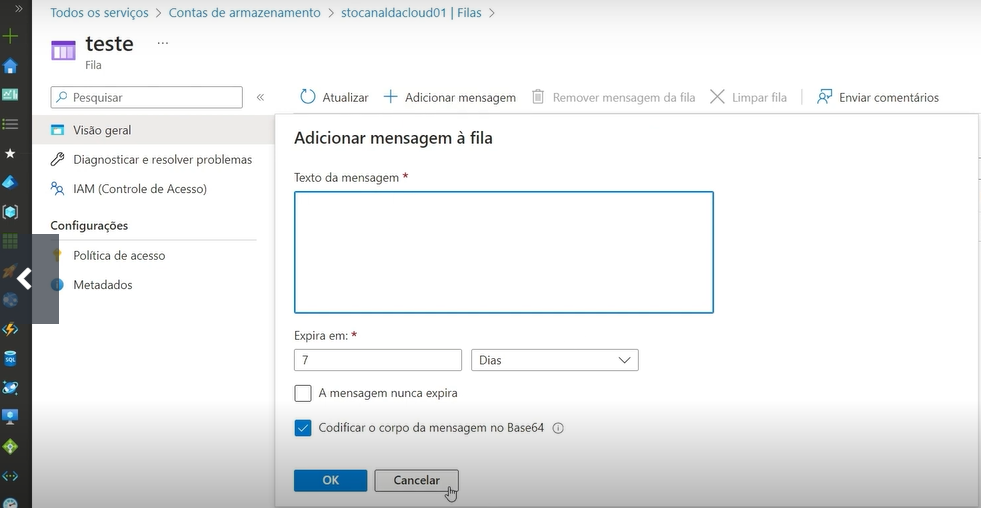 Todos os serviços > Contas de armazenamento > stocanaldacloud01 | Filas >
teste ...
Fila
Pesquisar
Atualizar Adicionar mensagem Remover mensagem da fila Limpar fila Enviar comentários
Visão geral
Diagnosticar e resolver problemas
IAM (Controle de Acesso)
Configurações
Política de acesso
Metadados
Adicionar mensagem à fila
Texto da mensagem *
Expira em: *
7 Dias
A mensagem nunca expira
Codificar o corpo da mensagem no Base64
OK Cancelar